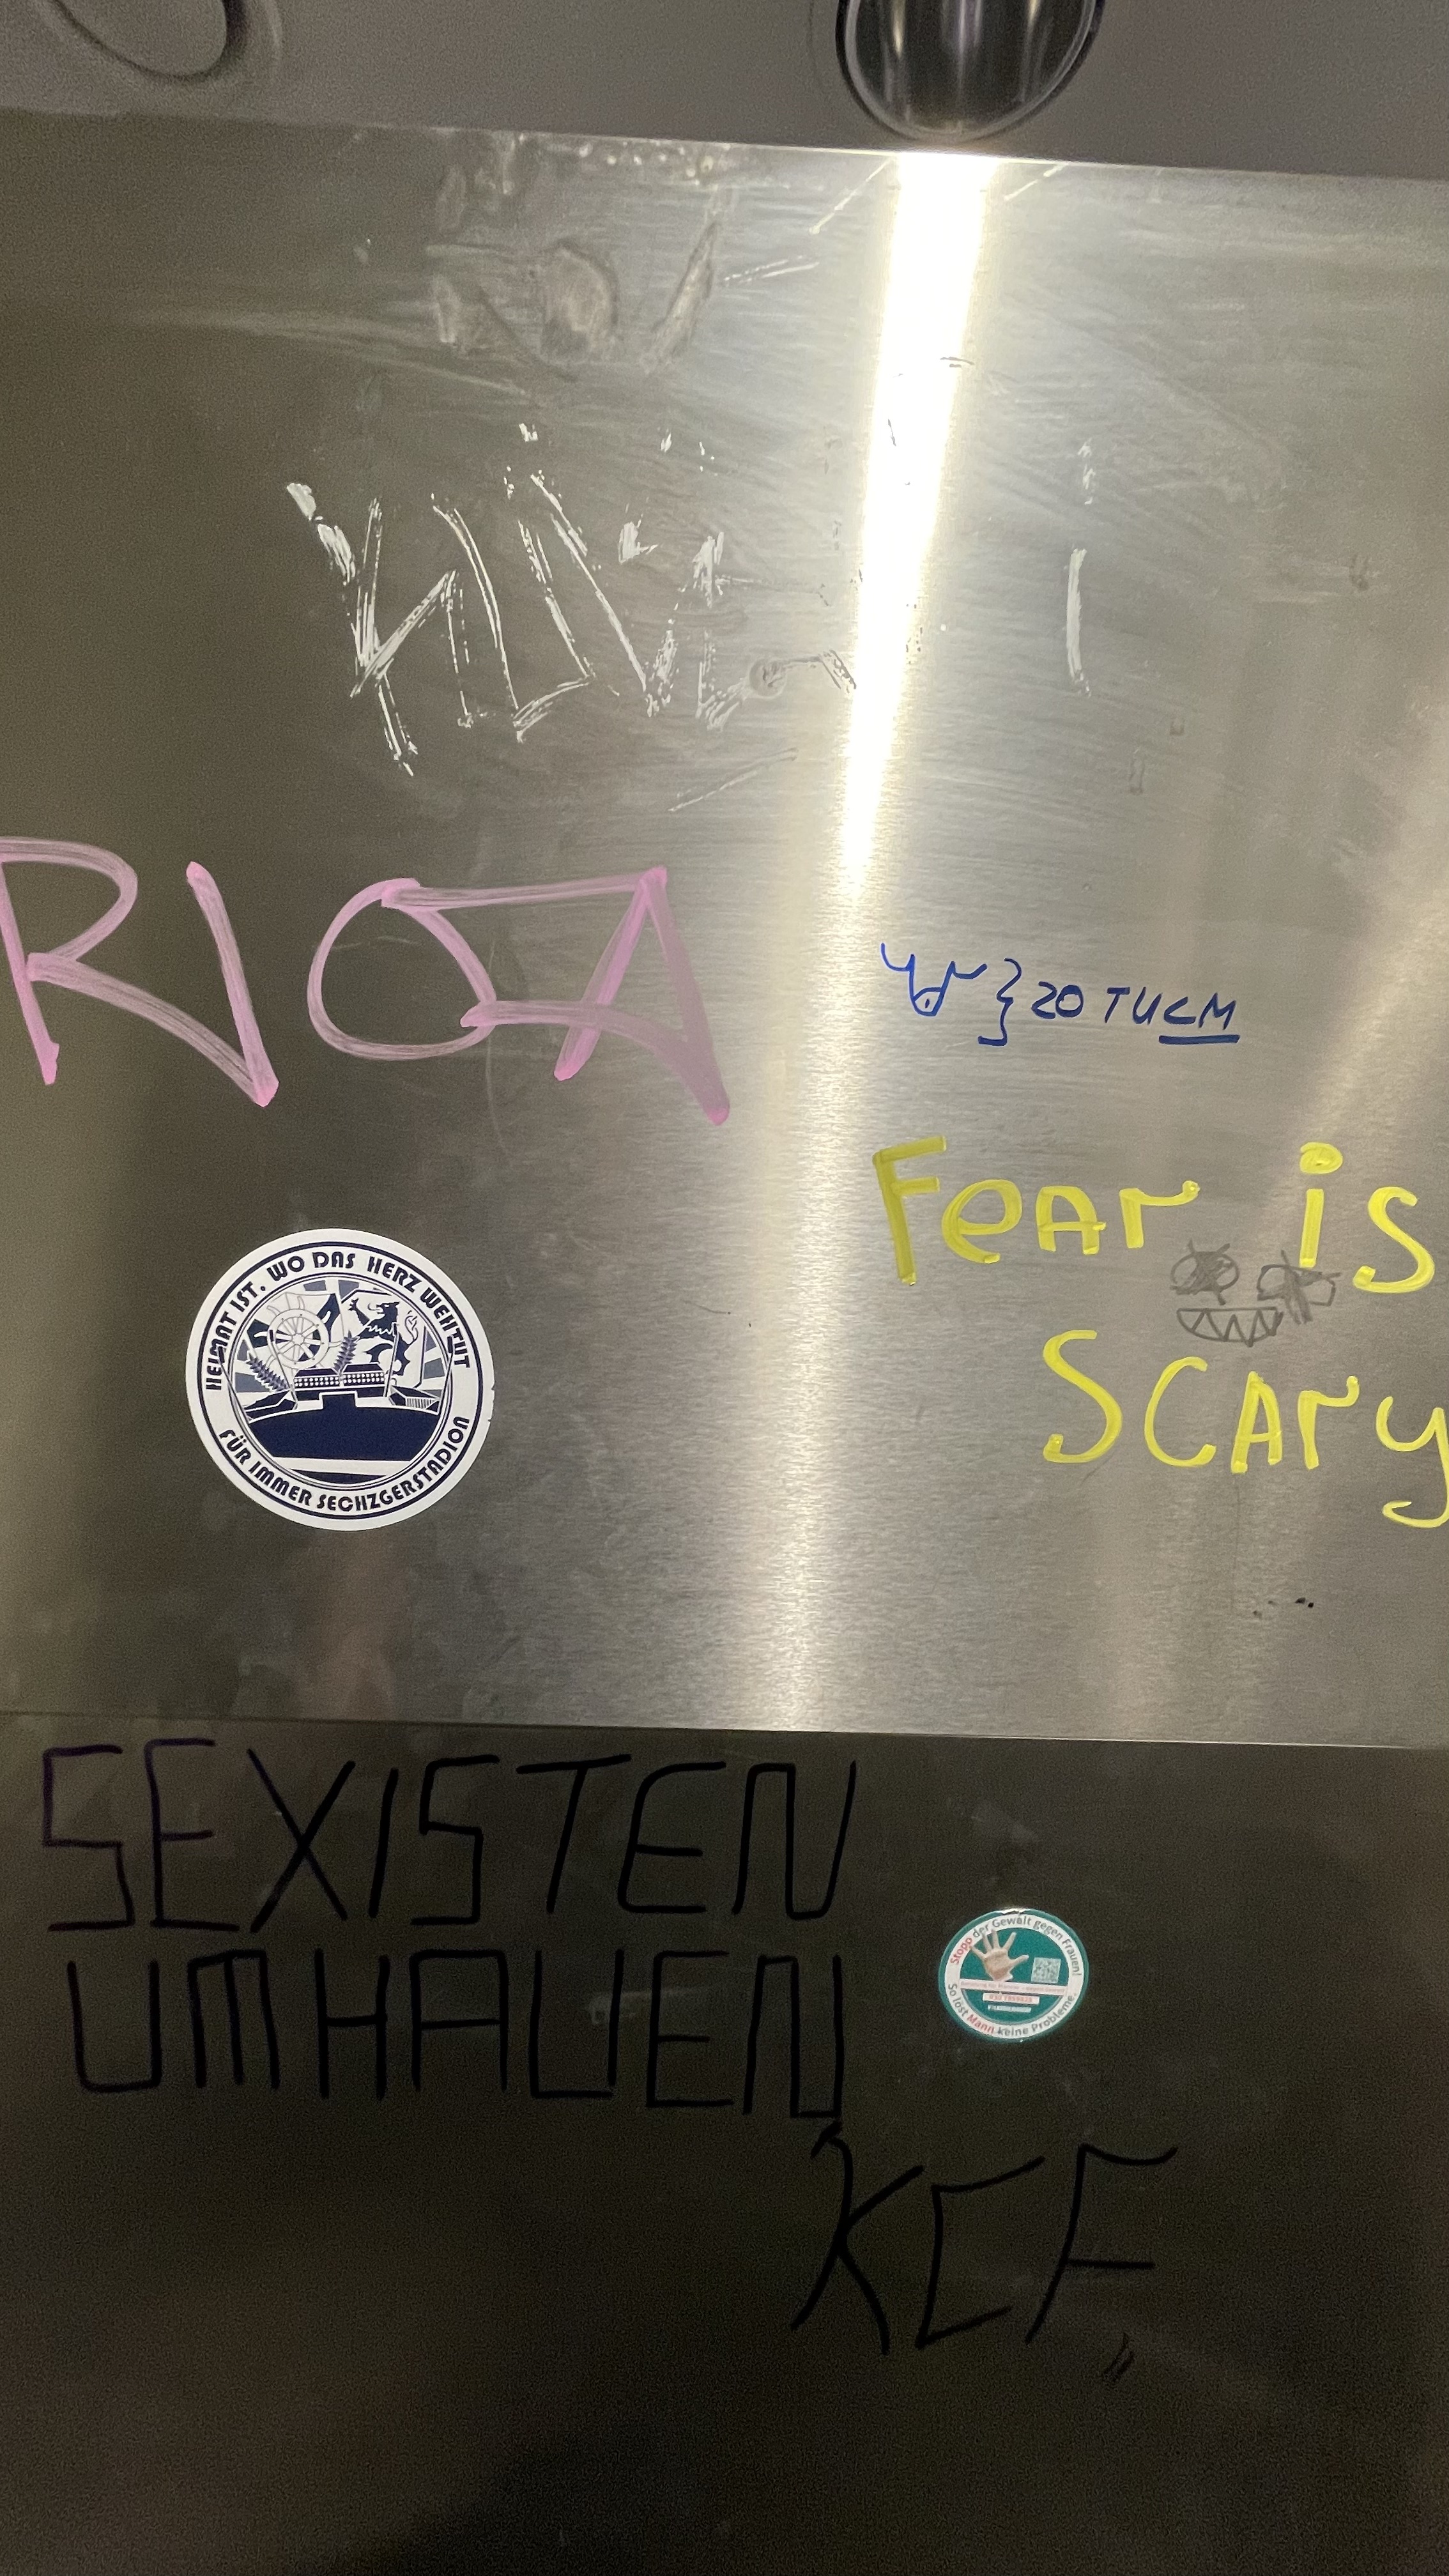 RIOA
} 20 TUCM
Fear is
SCAry
HEIMAT IST, WO DAS HERZ WEHTUT
FÜR IMMER SECHZGERSTADION
SEXISTEN
UMHAUEN
Stopp der Gewalt gegen Frauen!
So löst Mann keine Probleme.
KCF